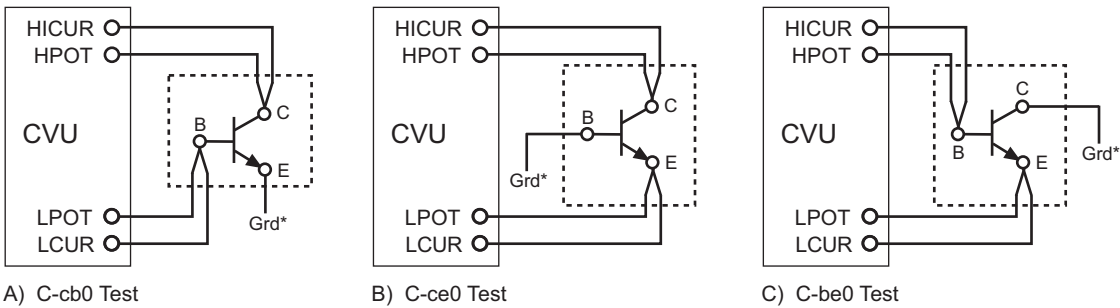 HICUR
HPOT
CVU
B
C
E
LPOT
LCUR
Grd*
A) C-cb0 Test
HICUR
HPOT
CVU
B
C
E
Grd*
LPOT
LCUR
B) C-ce0 Test
HICUR
HPOT
CVU
C
B
E
Grd*
LPOT
LCUR
C) C-be0 Test